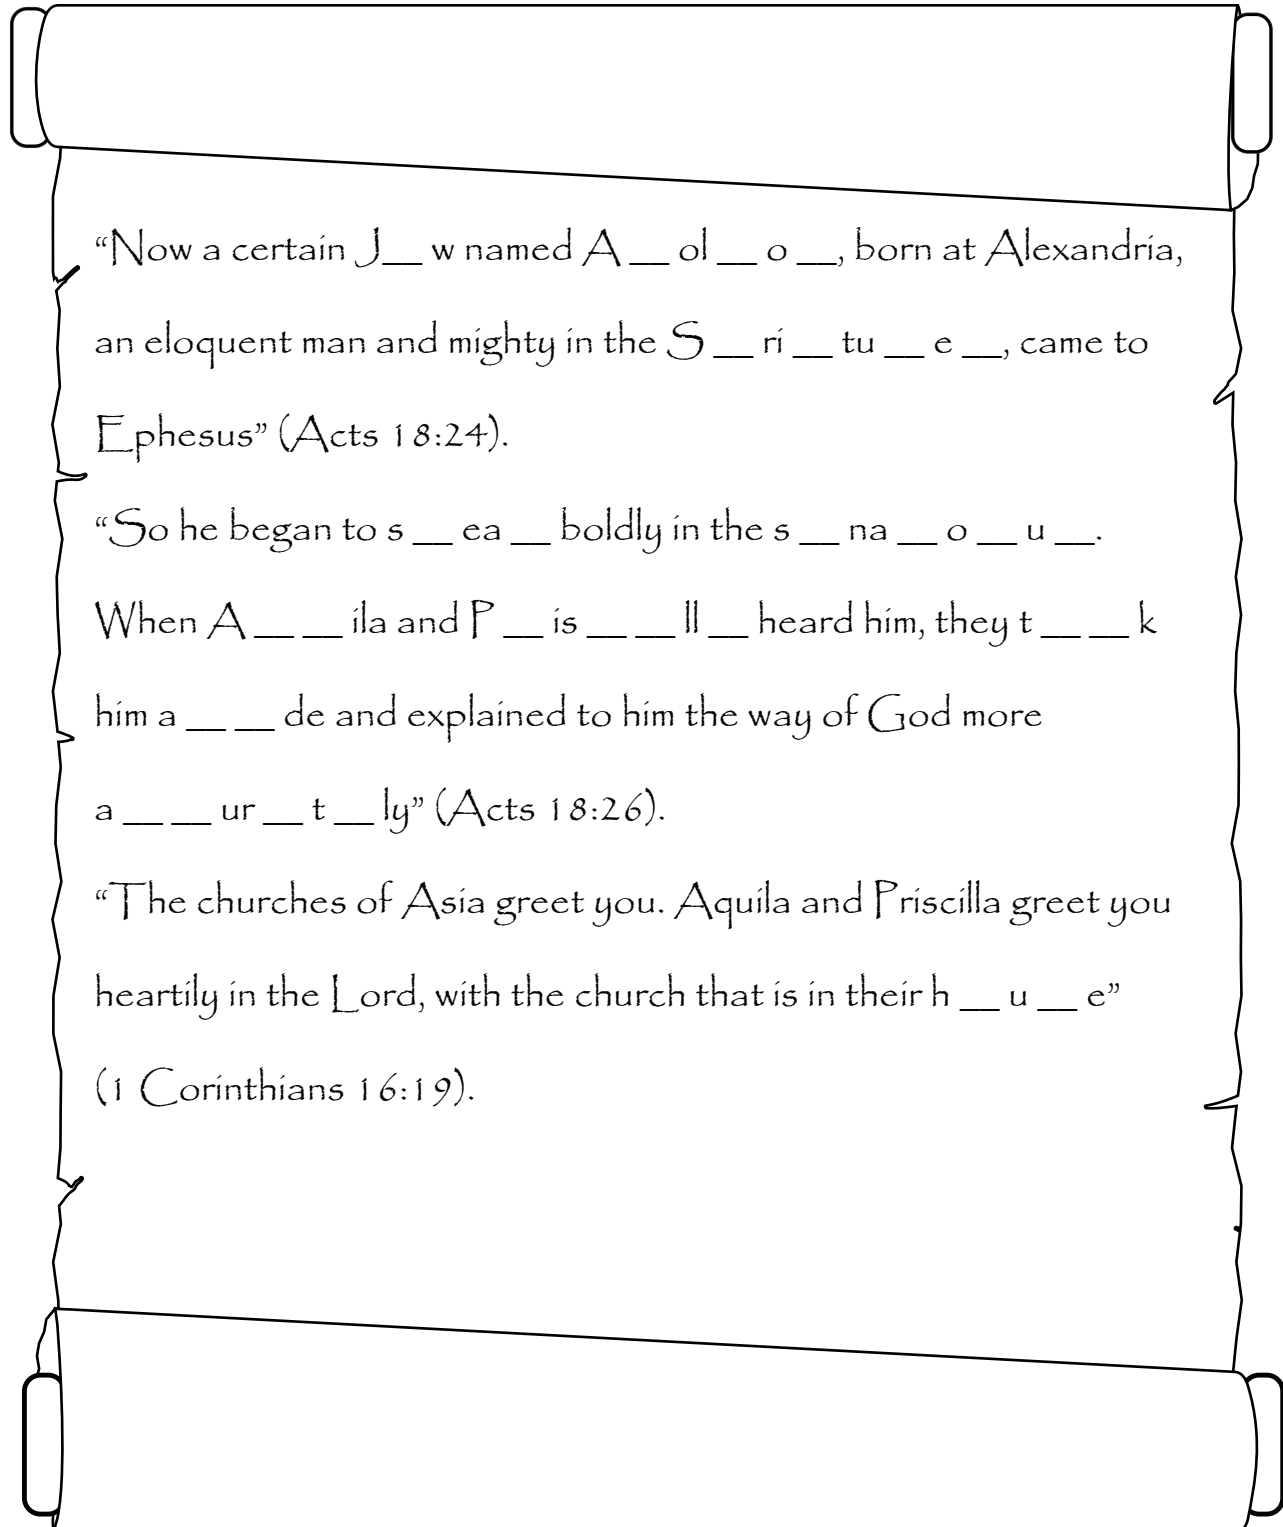 “Now a certain J__ w named A __ ol __ o __, born at Alexandria,
an eloquent man and mighty in the S __ ri __ tu __ e __, came to
Ephesus” (Acts 18:24).
“So he began to s __ ea __ boldly in the s __ na __ o __ u __.
When A __ __ ila and P __ is __ __ ll __ heard him, they t __ __ k
him a __ __ de and explained to him the way of God more
a __ __ ur __ t __ ly” (Acts 18:26).
“The churches of Asia greet you. Aquila and Priscilla greet you
heartily in the Lord, with the church that is in their h __ u __ e”
(1 Corinthians 16:19).